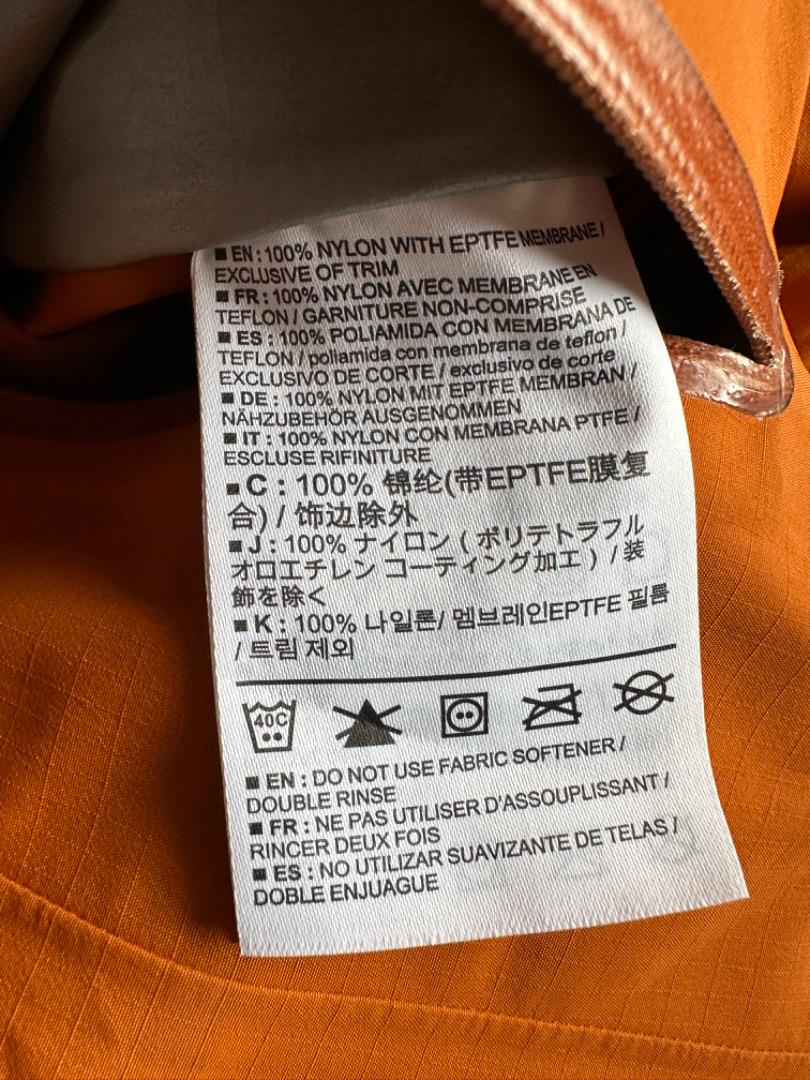 ■ EN : 100% NYLON WITH EPTFE MEMBRANE /
EXCLUSIVE OF TRIM
■ FR : 100% NYLON AVEC MEMBRANE EN
TEFLON / GARNITURE NON-COMPRISE
■ ES : 100% POLIAMIDA CON MEMBRANA DE
TEFLON / poliamida con membrana de teflon /
EXCLUSIVO DE CORTE / exclusivo de corte
■ DE : 100% NYLON MIT EPTFE MEMBRAN /
NÄHZUBEHÖR AUSGENOMMEN
■ IT : 100% NYLON CON MEMBRANA PTFE /
ESCLUSE RIFINITURE
■ C : 100% 锦纶(带EPTFE膜复
合) / 饰边除外
■ J : 100% ナイロン ( ポリテトラフル
オロエチレン コーティング加工 ) / 装
飾を除く
■ K : 100% 나일론/ 멤브레인EPTFE 필름
/ 트림 제외
40C
■ EN : DO NOT USE FABRIC SOFTENER /
DOUBLE RINSE
■ FR : NE PAS UTILISER D'ASSOUPLISSANT /
RINCER DEUX FOIS
■ ES : NO UTILIZAR SUAVIZANTE DE TELAS /
DOBLE ENJUAGUE